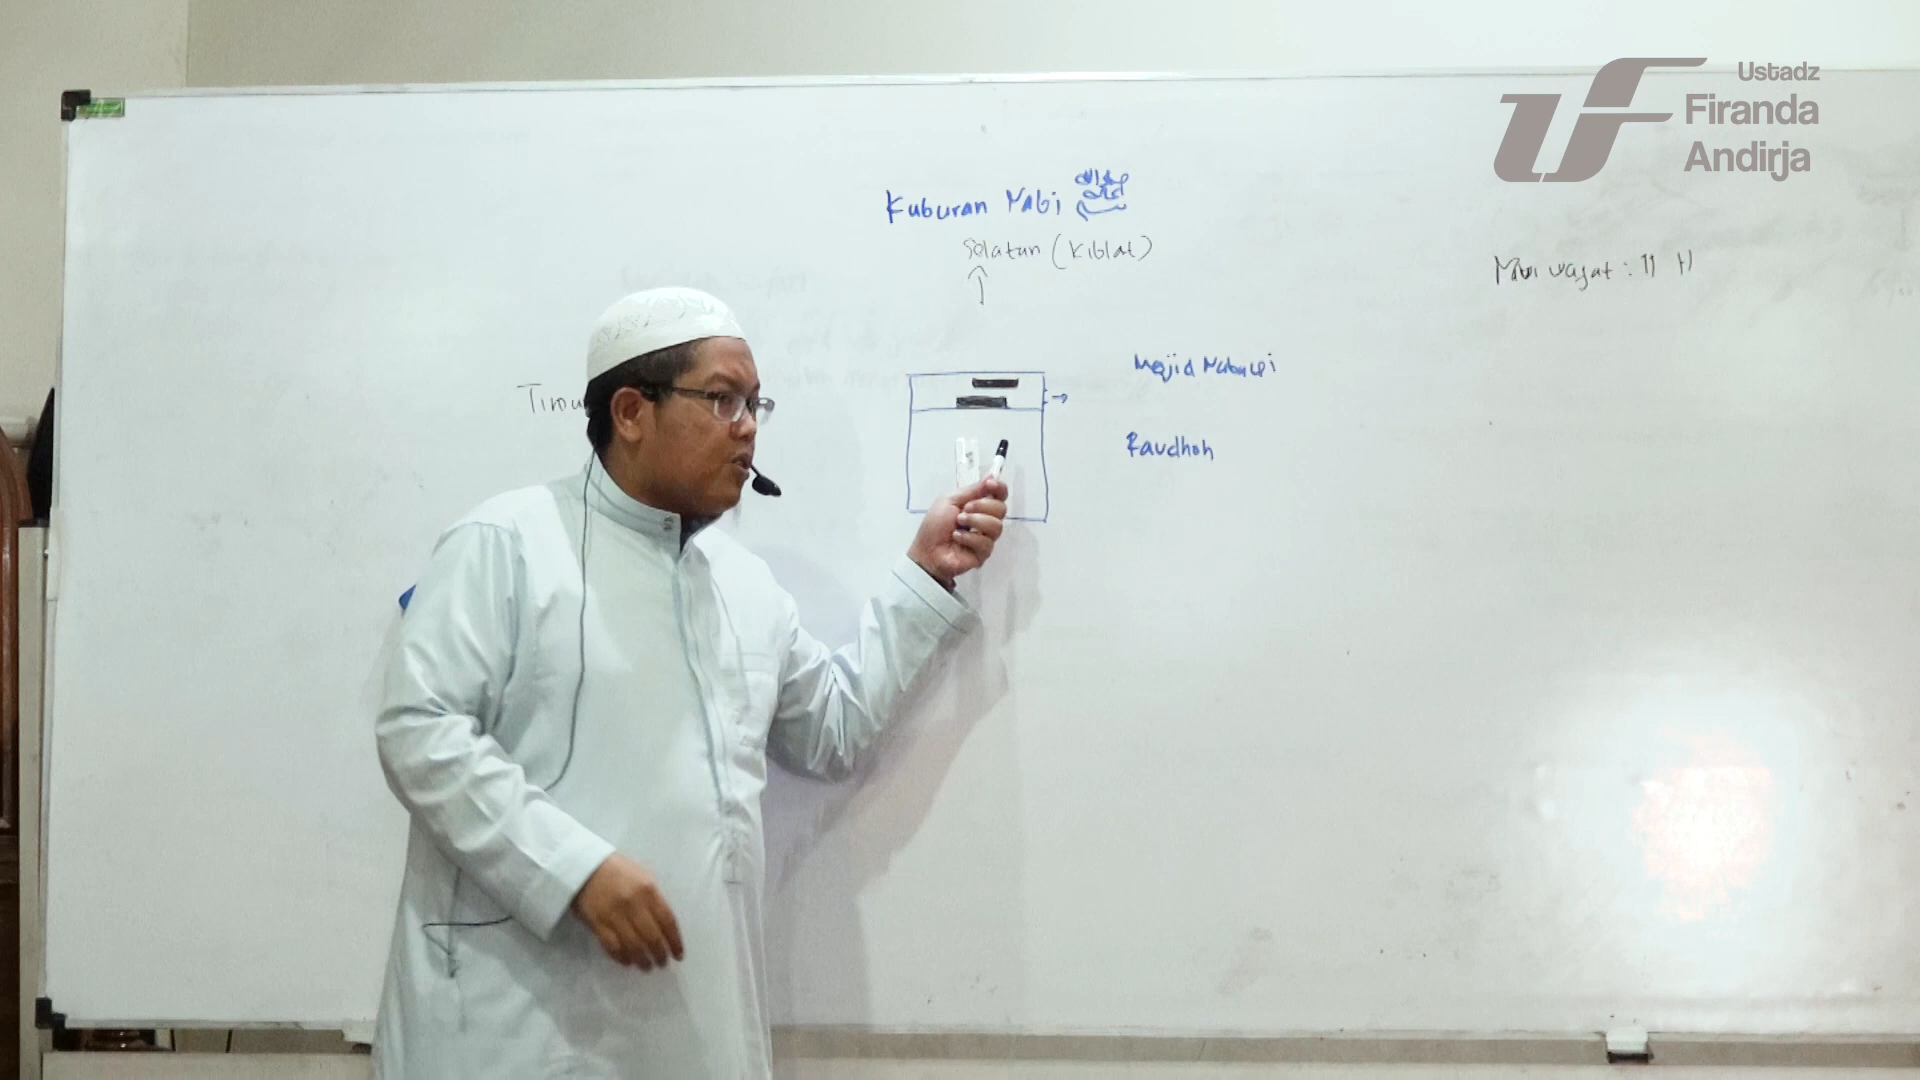 Ustadz
Firanda
Andirja
Kuburan Nabi ﷺ
Selatan (Kiblat)
Nabi wafat : 11 H
Masjid Nabawi
Timu
Raudhoh